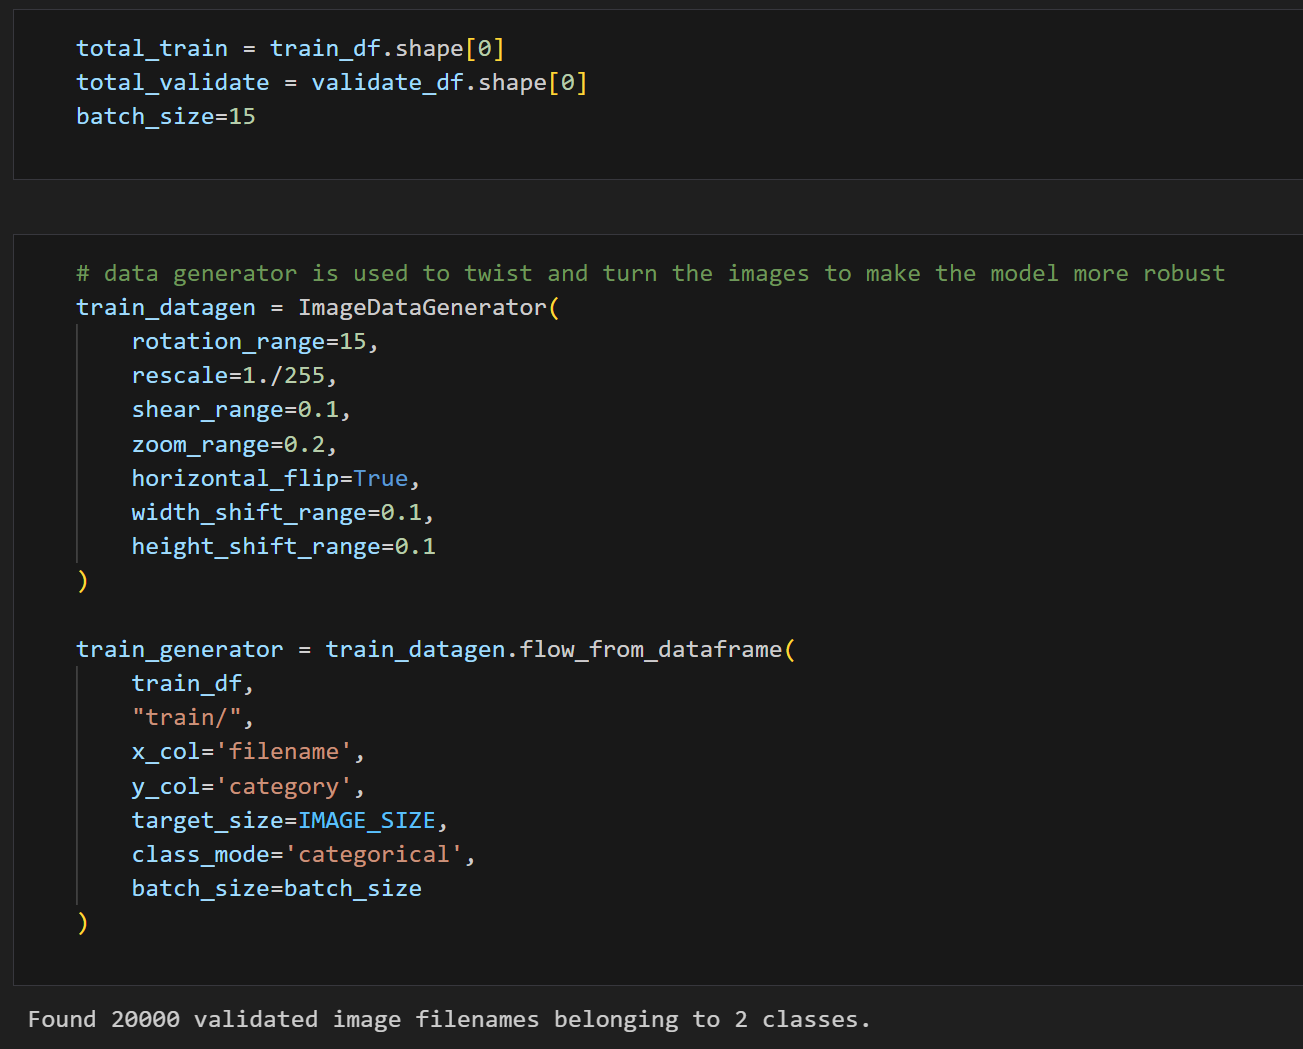 total_train = train_df.shape[0]
total_validate = validate_df.shape[0]
batch_size=15
# data generator is used to twist and turn the images to make the model more robust
train_datagen = ImageDataGenerator(
    rotation_range=15,
    rescale=1./255,
    shear_range=0.1,
    zoom_range=0.2,
    horizontal_flip=True,
    width_shift_range=0.1,
    height_shift_range=0.1
)
train_generator = train_datagen.flow_from_dataframe(
    train_df,
    "train/",
    x_col='filename',
    y_col='category',
    target_size=IMAGE_SIZE,
    class_mode='categorical',
    batch_size=batch_size
)
Found 20000 validated image filenames belonging to 2 classes.